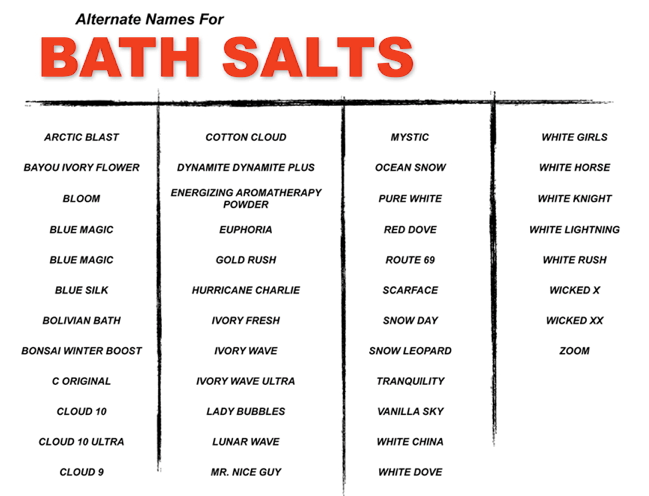 Alternate Names For
BATH SALTS
ARCTIC BLAST
BAYOU IVORY FLOWER
BLOOM
BLUE MAGIC
BLUE MAGIC
BLUE SILK
BOLIVIAN BATH
BONSAI WINTER BOOST
C ORIGINAL
CLOUD 10
CLOUD 10 ULTRA
CLOUD 9
COTTON CLOUD
DYNAMITE DYNAMITE PLUS
ENERGIZING AROMATHERAPY
POWDER
EUPHORIA
GOLD RUSH
HURRICANE CHARLIE
IVORY FRESH
IVORY WAVE
IVORY WAVE ULTRA
LADY BUBBLES
LUNAR WAVE
MR. NICE GUY
MYSTIC
OCEAN SNOW
PURE WHITE
RED DOVE
ROUTE 69
SCARFACE
SNOW DAY
SNOW LEOPARD
TRANQUILITY
VANILLA SKY
WHITE CHINA
WHITE DOVE
WHITE GIRLS
WHITE HORSE
WHITE KNIGHT
WHITE LIGHTNING
WHITE RUSH
WICKED X
WICKED XX
ZOOM